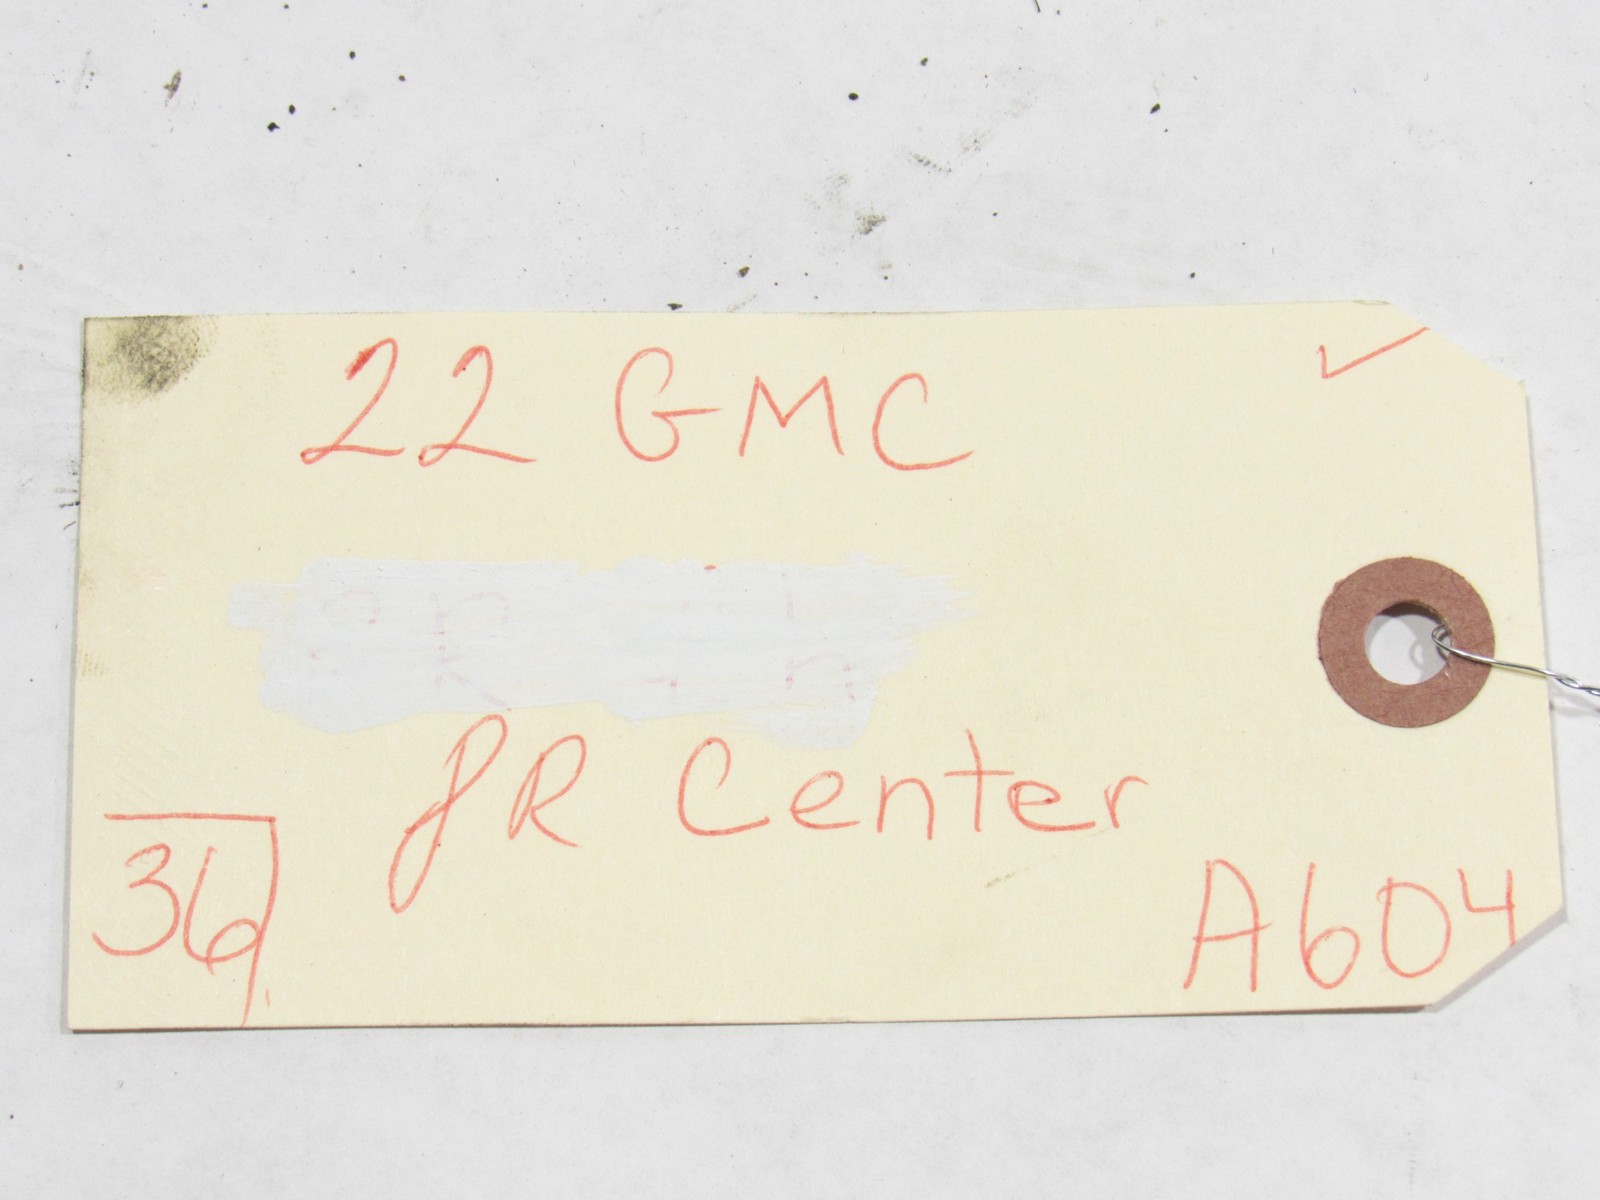 22 GMC
JR Center
36
A604